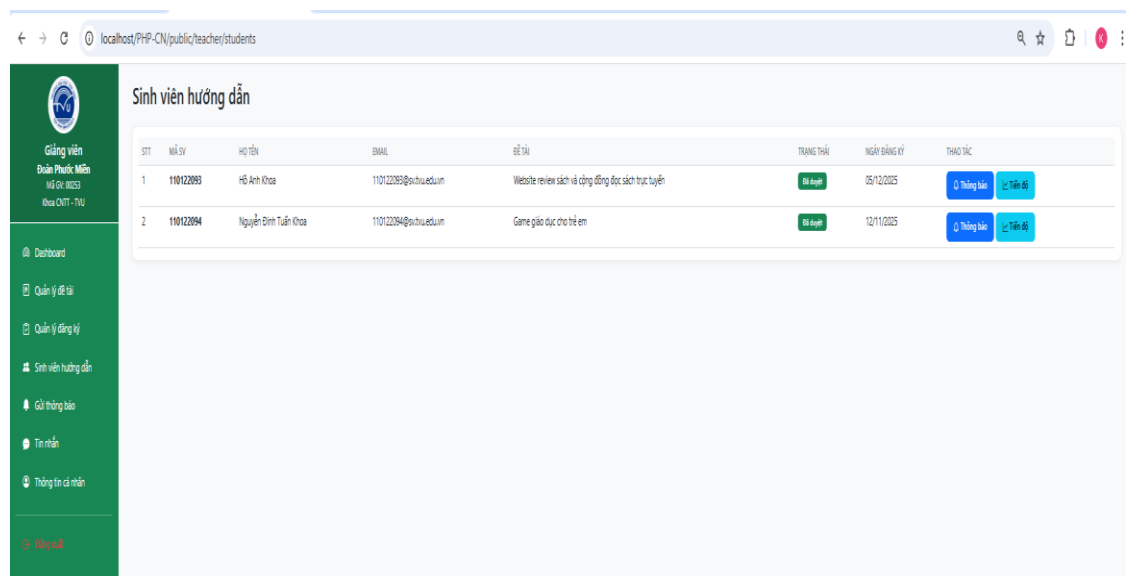 localhost/PHP-CN/public/teacher/students
K
TVU
Giảng viên
Đoàn Phước Miền
Mã GV: 00253
Khoa CNTT - TVU
Dashboard
Quản lý đề tài
Quản lý đăng ký
Sinh viên hướng dẫn
Gửi thông báo
Tin nhắn
Thông tin cá nhân
Đăng xuất
Sinh viên hướng dẫn
STT MÃ SV HỌ TÊN EMAIL ĐỀ TÀI TRẠNG THÁI NGÀY ĐĂNG KÝ THAO TÁC
1 110122093 Hồ Anh Khoa 110122093@sv.tvu.edu.vn Website review sách và cộng đồng đọc sách trực tuyến Đã duyệt 05/12/2025 Thông báo Tiến độ
2 110122094 Nguyễn Đình Tuấn Khoa 110122094@sv.tvu.edu.vn Game giáo dục cho trẻ em Đã duyệt 12/11/2025 Thông báo Tiến độ